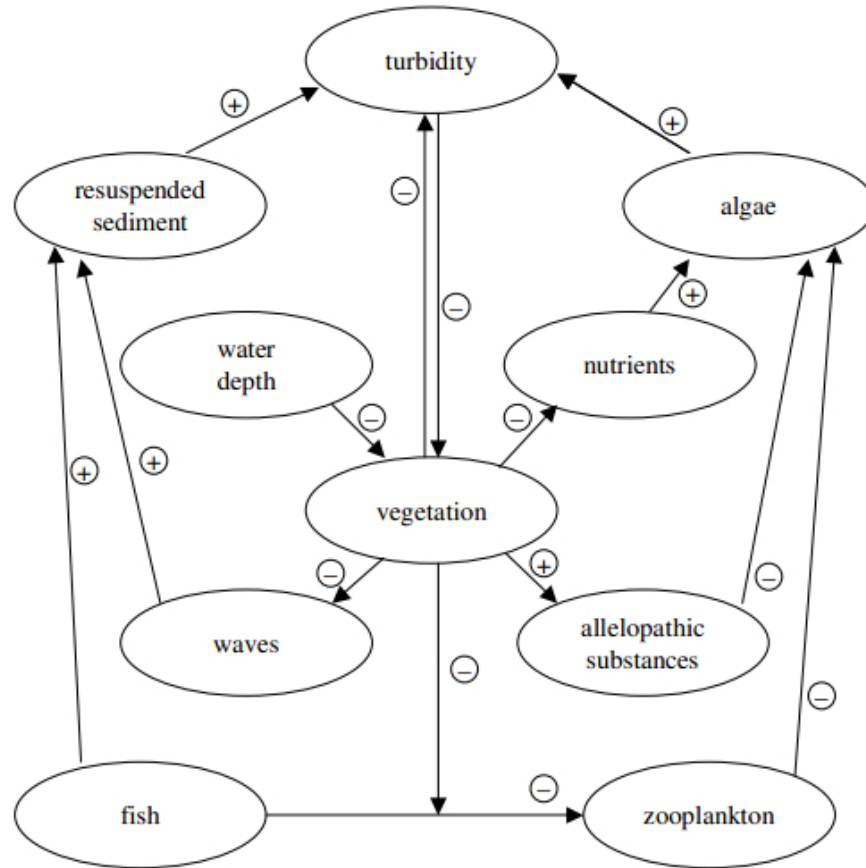 turbidity
+
+
resuspended
sediment
algae
−
−
+
water
depth
nutrients
−
−
+
+
vegetation
−
+
waves
allelopathic
substances
−
−
−
fish
−
zooplankton